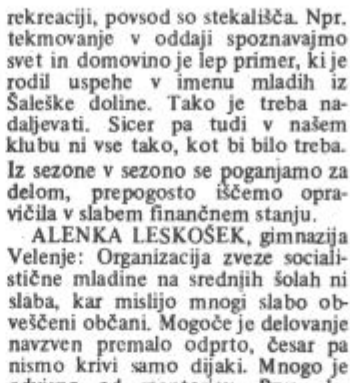 rekreaciji, povsod so stekališča. Npr.
tekmovanje v oddaji spoznavajmo
svet in domovino je lep primer, ki je
rodil uspehe v imenu mladih iz
Šaleške doline. Tako je treba na-
daljevati. Sicer pa tudi v našem
klubu ni vse tako, kot bi bilo treba.
Iz sezone v sezono se poganjamo za
delom, prepogosto iščemo opra-
vičila v slabem finančnem stanju.
ALENKA LESKOŠEK, gimnazija
Velenje: Organizacija zveze sociali-
stične mladine na srednjih šolah ni
slaba, kar mislijo mnogi slabo ob-
veščeni občani. Mogoče je delovanje
navzven premalo odprto, česar pa
nismo krivi samo dijaki. Mnogo je